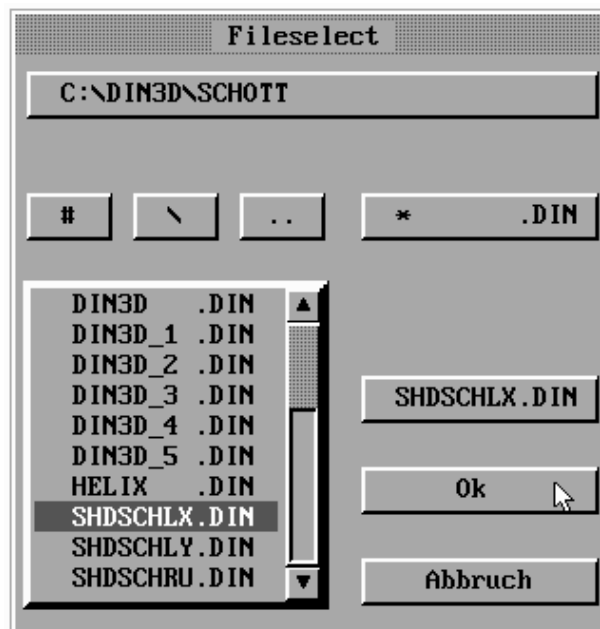 Fileselect
C:\DIN3D\SCHOTT
# \ .. * .DIN
DIN3D .DIN
DIN3D_1 .DIN
DIN3D_2 .DIN
DIN3D_3 .DIN
DIN3D_4 .DIN
DIN3D_5 .DIN
HELIX .DIN
SHDSCHLX.DIN
SHDSCHLY.DIN
SHDSCHRU.DIN
SHDSCHLX.DIN
Ok
Abbruch